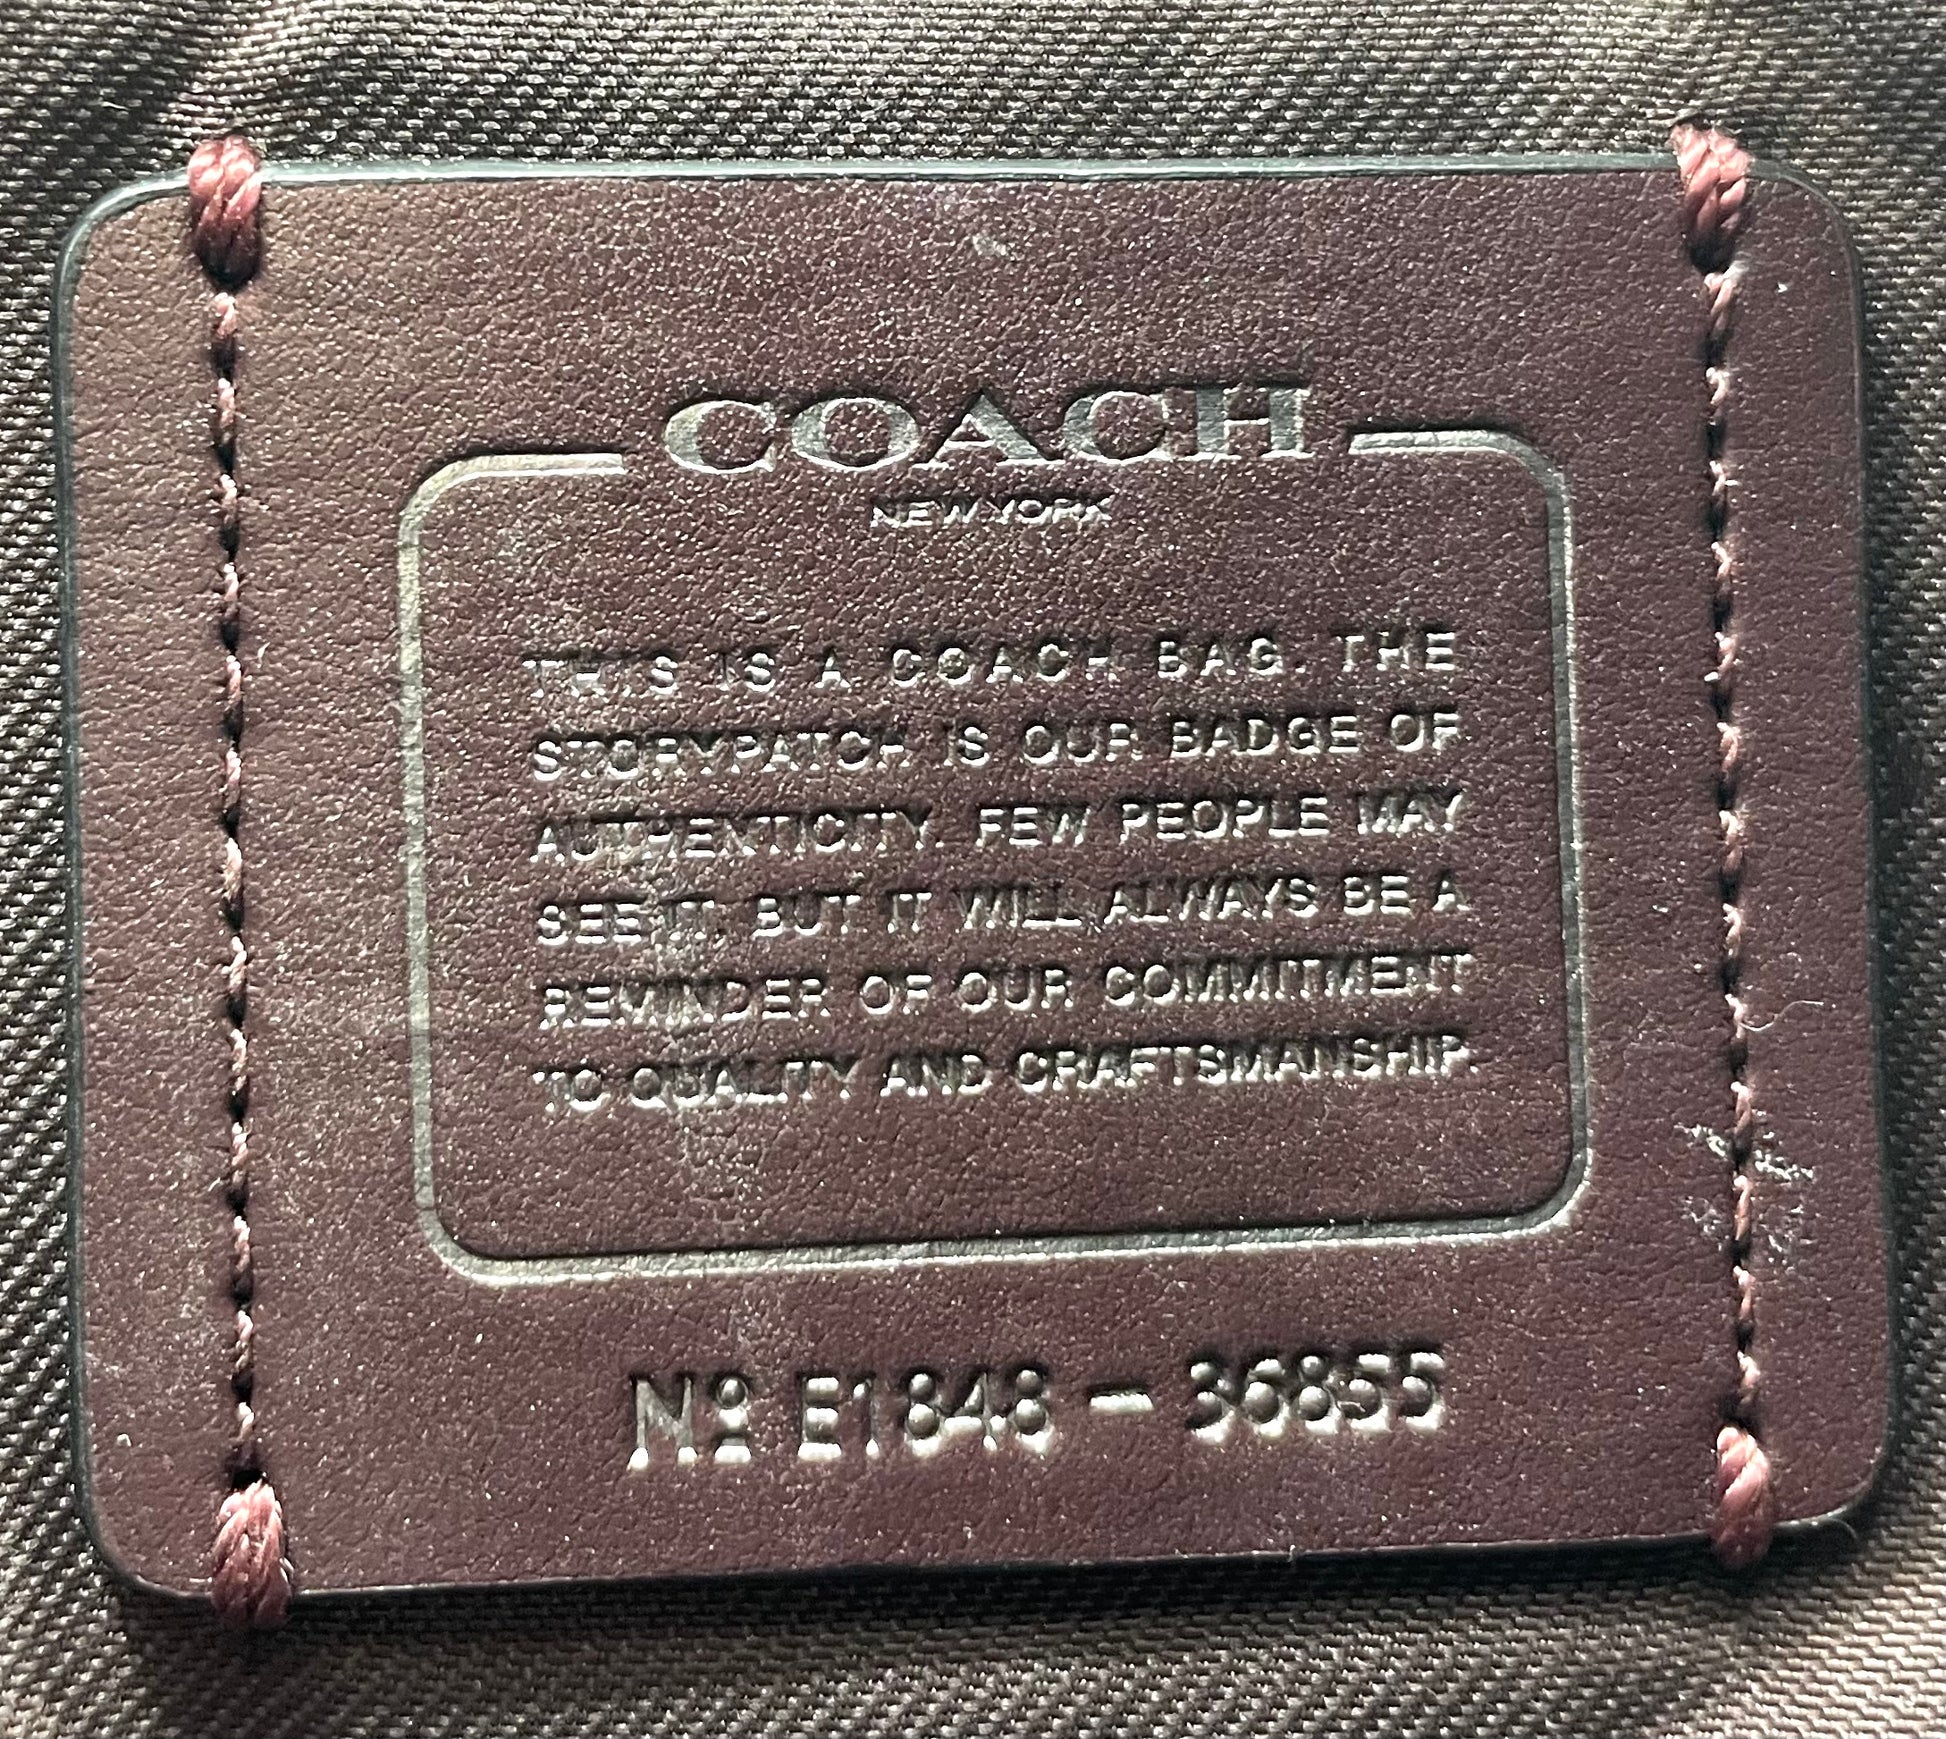 COACH
NEW YORK
THIS IS A COACH BAG. THE
STORYPATCH IS OUR BADGE OF
AUTHENTICITY. FEW PEOPLE MAY
SEE IT, BUT IT WILL ALWAYS BE A
REMINDER OF OUR COMMITMENT
TO QUALITY AND CRAFTSMANSHIP.
Nº E1848 - 36855